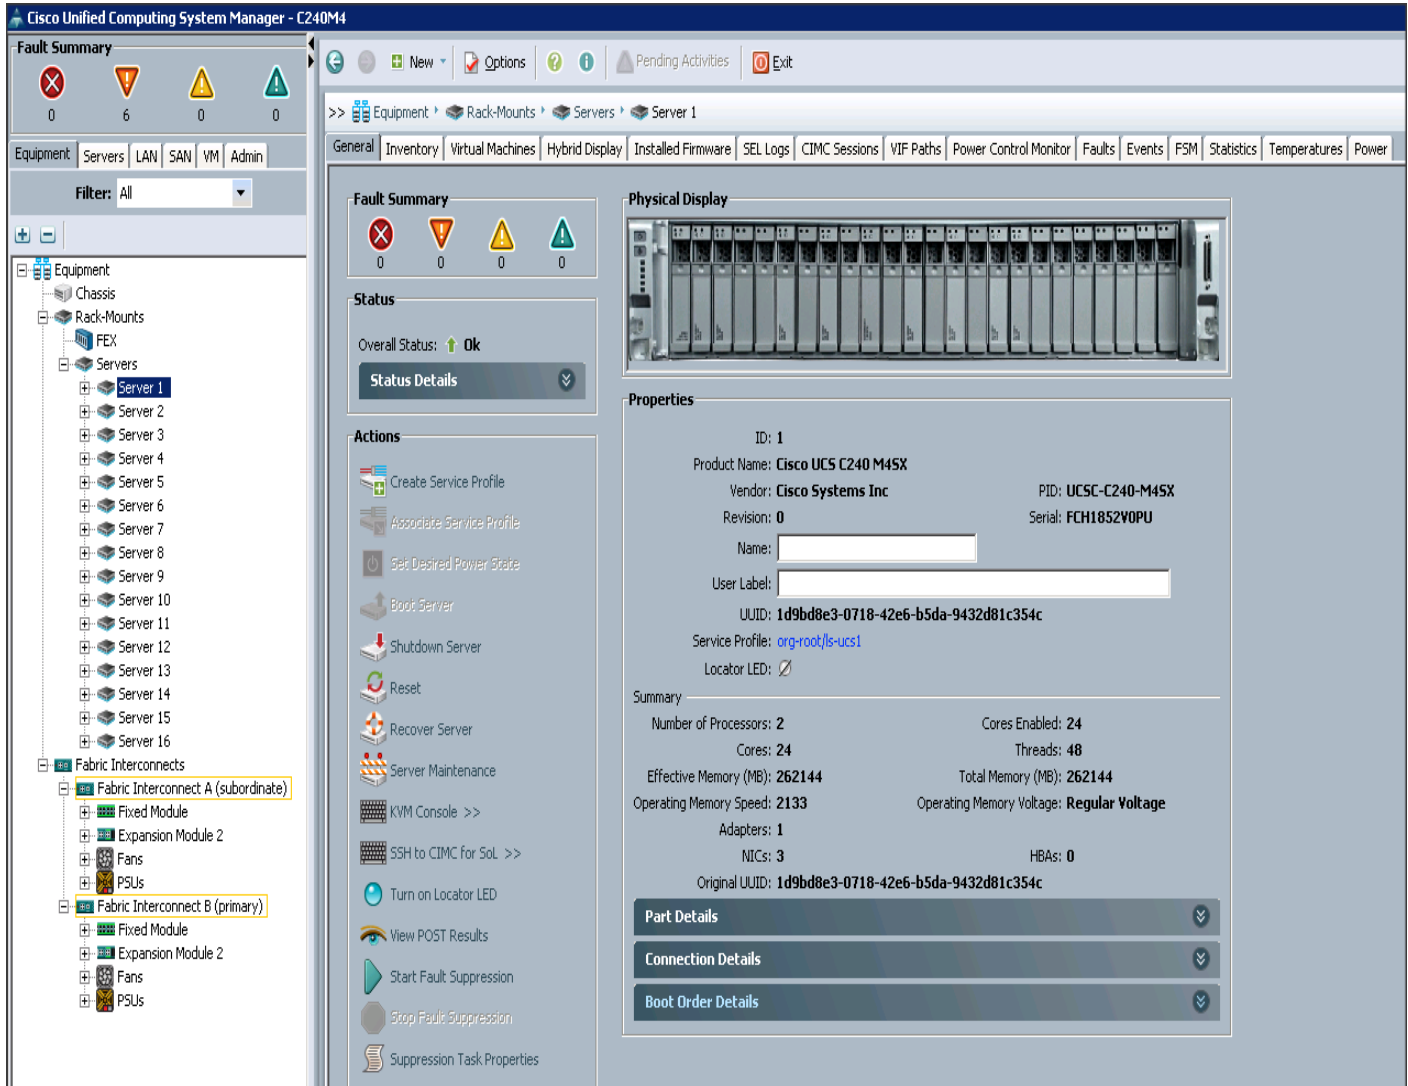 Cisco Unified Computing System Manager - C240M4
Fault Summary
0 6 0 0
Equipment Servers LAN SAN VM Admin
Filter: All
Equipment
Chassis
Rack-Mounts
FEX
Servers
Server 1
Server 2
Server 3
Server 4
Server 5
Server 6
Server 7
Server 8
Server 9
Server 10
Server 11
Server 12
Server 13
Server 14
Server 15
Server 16
Fabric Interconnects
Fabric Interconnect A (subordinate)
Fixed Module
Expansion Module 2
Fans
PSUs
Fabric Interconnect B (primary)
Fixed Module
Expansion Module 2
Fans
PSUs
New Options Pending Activities Exit
>> Equipment Rack-Mounts Servers Server 1
General Inventory Virtual Machines Hybrid Display Installed Firmware SEL Logs CIMC Sessions VIF Paths Power Control Monitor Faults Events FSM Statistics Temperatures Power
Fault Summary
0 0 0 0
Status
Overall Status: Ok
Status Details
Actions
Create Service Profile
Associate Service Profile
Set Desired Power State
Boot Server
Shutdown Server
Reset
Recover Server
Server Maintenance
KVM Console >>
SSH to CIMC for SoL >>
Turn on Locator LED
View POST Results
Start Fault Suppression
Stop Fault Suppression
Suppression Task Properties
Physical Display
Properties
ID: 1
Product Name: Cisco UCS C240 M4SX
Vendor: Cisco Systems Inc PID: UCSC-C240-M4SX
Revision: 0 Serial: FCH1852V0PU
Name:
User Label:
UUID: 1d9bd8e3-0718-42e6-b5da-9432d81c354c
Service Profile: org-root/ls-ucs1
Locator LED:
Summary
Number of Processors: 2 Cores Enabled: 24
Cores: 24 Threads: 48
Effective Memory (MB): 262144 Total Memory (MB): 262144
Operating Memory Speed: 2133 Operating Memory Voltage: Regular Voltage
Adapters: 1
NICs: 3 HBAs: 0
Original UUID: 1d9bd8e3-0718-42e6-b5da-9432d81c354c
Part Details
Connection Details
Boot Order Details